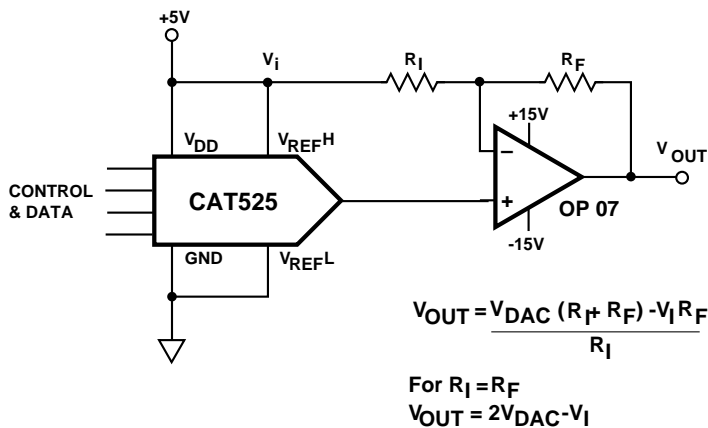 +5V
Vi RI RF
VDD VREFH +15V
VOUT
CONTROL
& DATA
CAT525
–
+
OP 07
-15V
GND VREFL
VOUT = VDAC (RI+ RF) -VI RF
RI
For RI = RF
VOUT = 2VDAC-VI